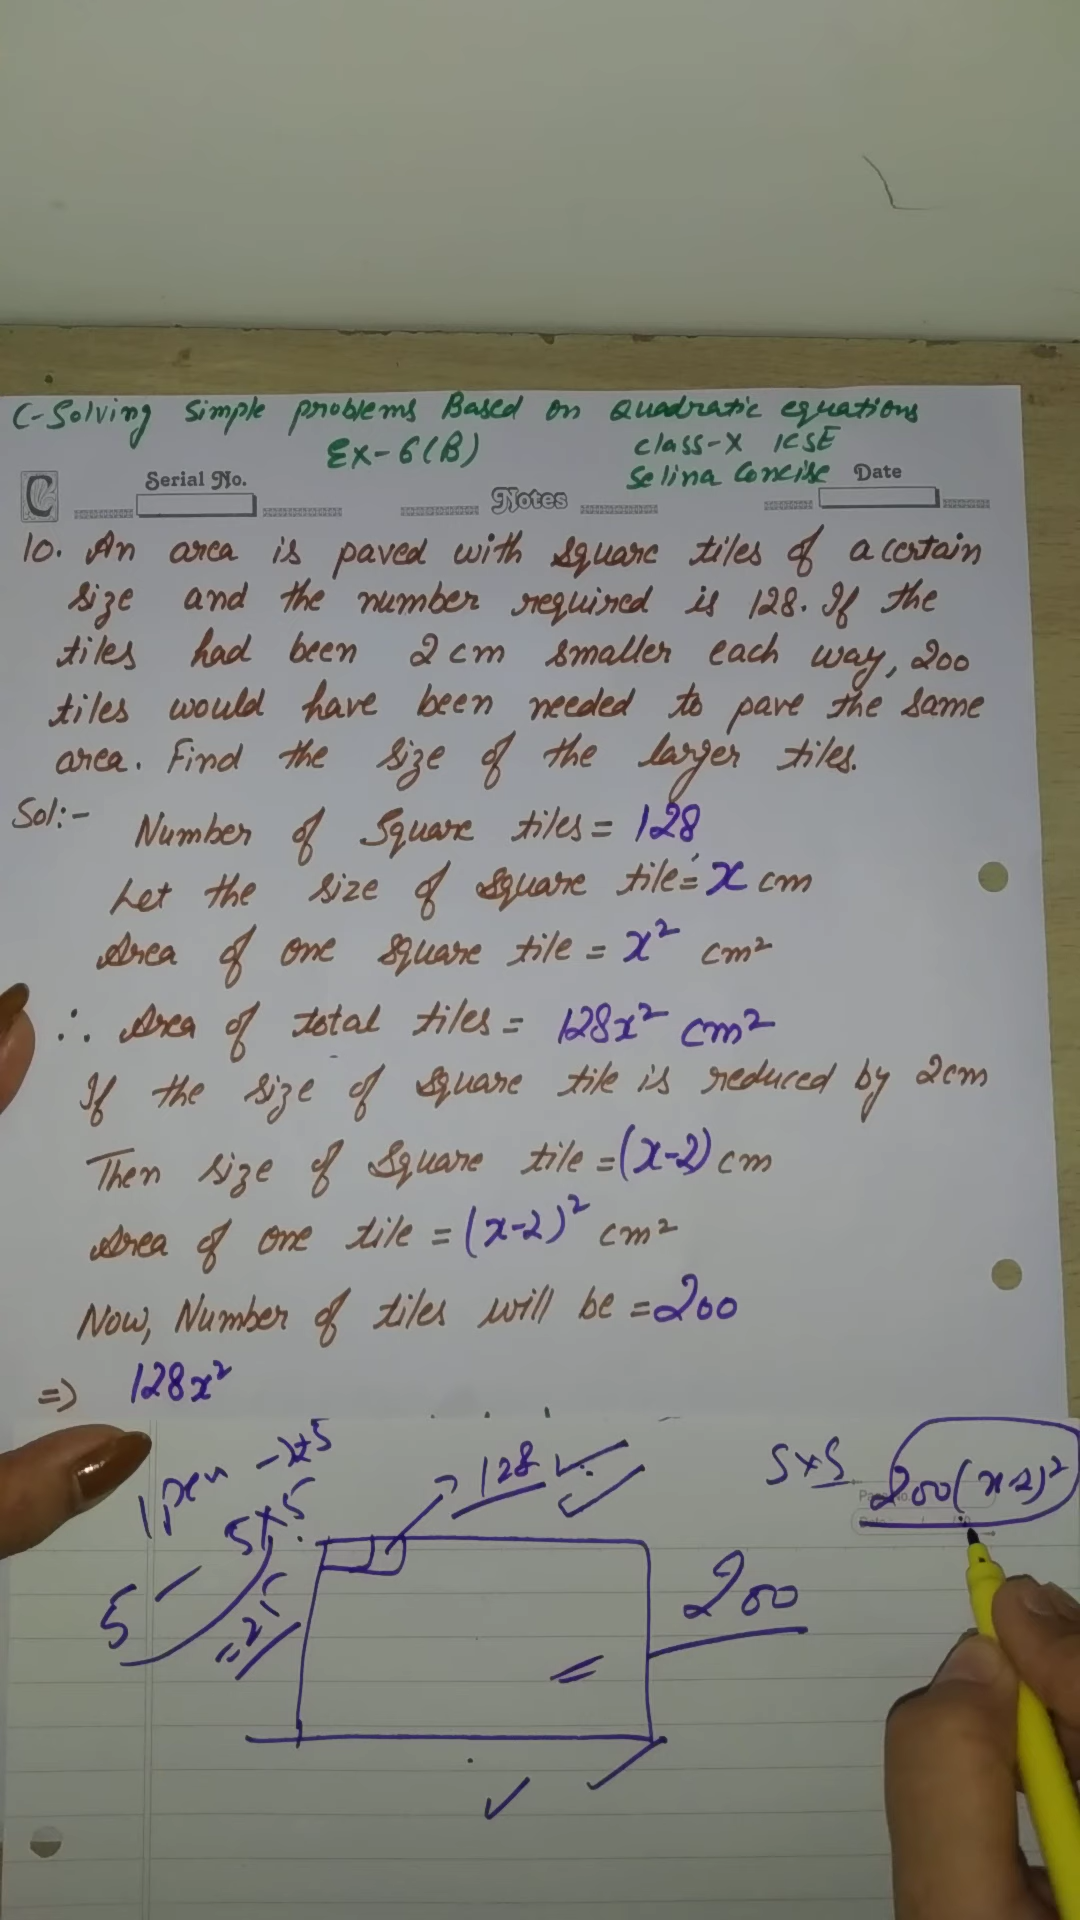 C-Solving Simple problems Based on Quadratic equations
Ex-6(B)
Class-X ICSE
Selina Concise
C
Serial No.
Notes
Date
10. An area is paved with square tiles of a certain
size and the number required is 128. If the
tiles had been 2 cm smaller each way, 200
tiles would have been needed to pave the same
area. Find the size of the larger tiles.
Sol:-
Number of Square tiles = 128
Let the size of square tile = x cm
Area of one square tile = x² cm²
∴ Area of total tiles = 128x² cm²
If the size of square tile is reduced by 2cm
Then size of square tile = (x-2) cm
Area of one tile = (x-2)² cm²
Now, Number of tiles will be = 200
=> 128x²
1 pen
128
5x5
200(x-2)²
5x5
5
200